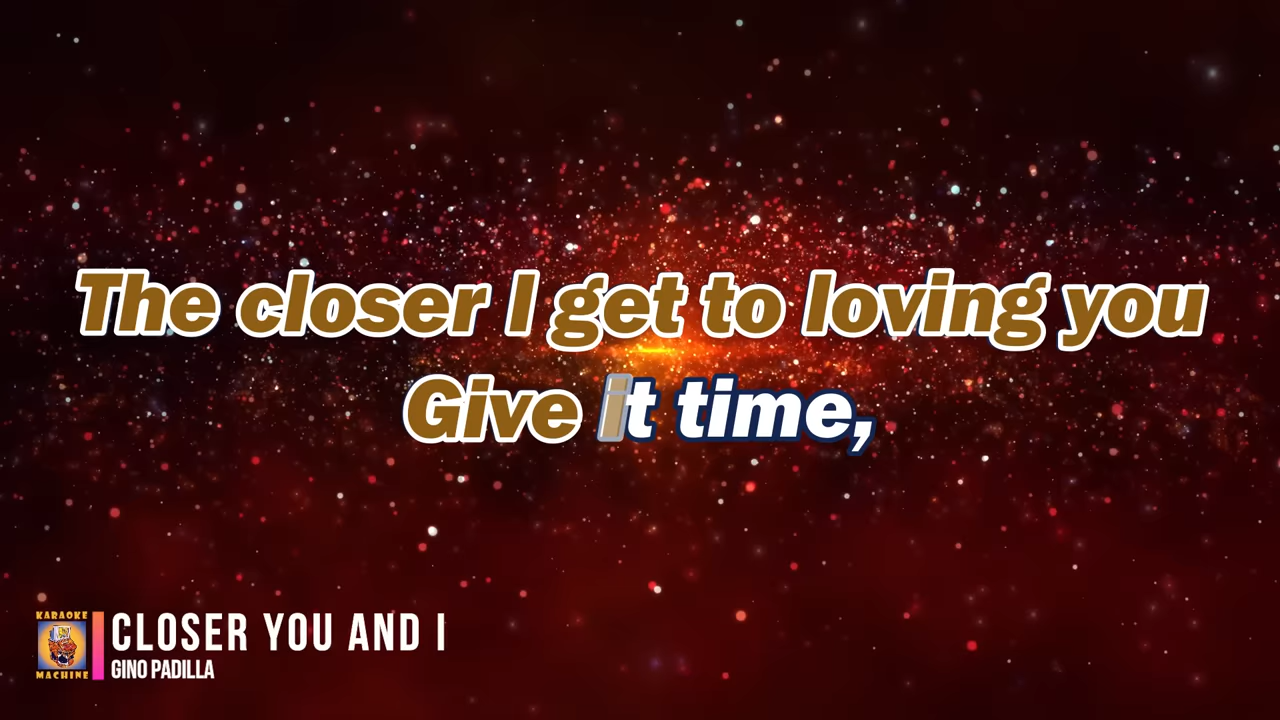 The closer I get to loving you
Give it time,
KARAOKE
MACHINE
CLOSER YOU AND I
GINO PADILLA